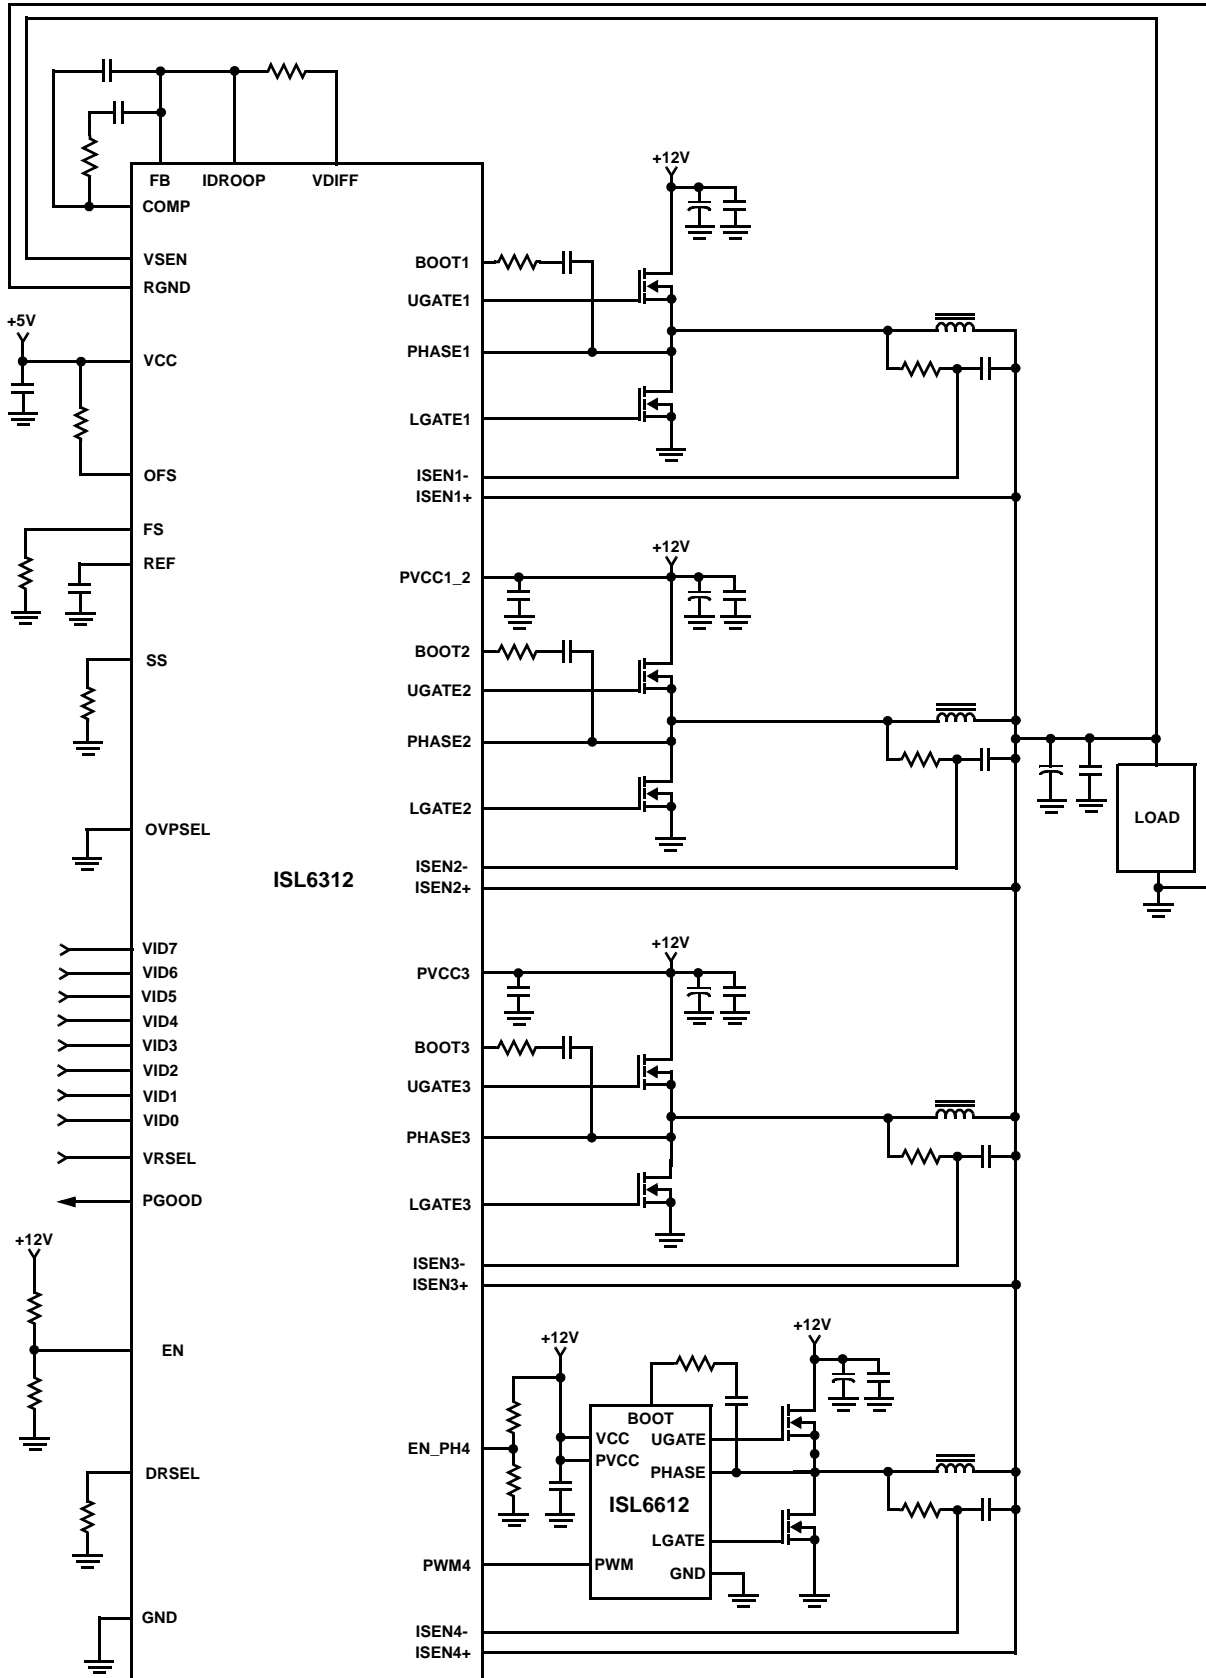 FB IDROOP VDIFF
COMP
VSEN
RGND
+5V
VCC
OFS
FS
REF
SS
OVPSEL
ISL6312
VID7
VID6
VID5
VID4
VID3
VID2
VID1
VID0
VRSEL
PGOOD
+12V
EN
DRSEL
GND
+12V
BOOT1
UGATE1
PHASE1
LGATE1
ISEN1-
ISEN1+
+12V
PVCC1_2
BOOT2
UGATE2
PHASE2
LGATE2
ISEN2-
ISEN2+
LOAD
+12V
PVCC3
BOOT3
UGATE3
PHASE3
LGATE3
ISEN3-
ISEN3+
+12V
+12V
EN_PH4
BOOT
VCC
UGATE
PVCC
PHASE
ISL6612
LGATE
PWM4
PWM
GND
ISEN4-
ISEN4+